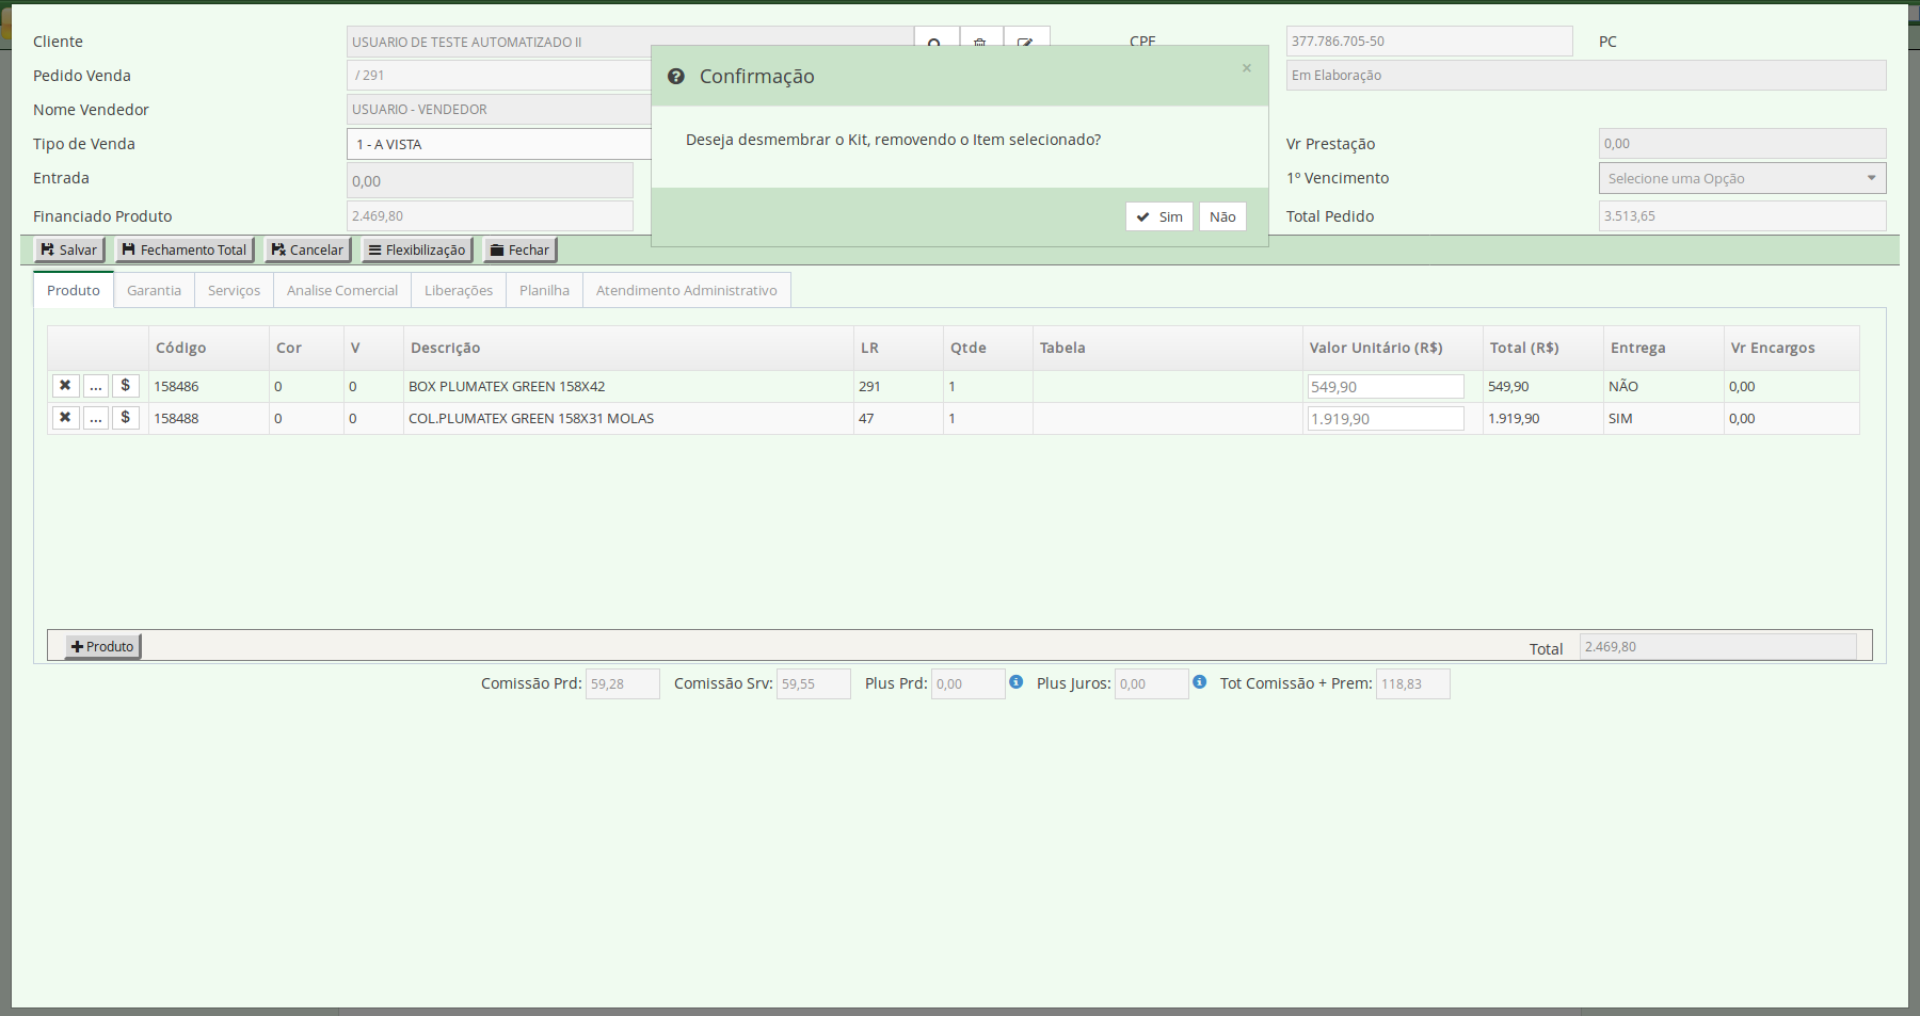 Cliente
USUARIO DE TESTE AUTOMATIZADO II
CPF
377.786.705-50
PC
Pedido Venda
/ 291
Em Elaboração
Nome Vendedor
USUARIO - VENDEDOR
Tipo de Venda
1 - A VISTA
Vr Prestação
0,00
Entrada
0,00
1º Vencimento
Selecione uma Opção
Financiado Produto
2.469,80
Total Pedido
3.513,65
Confirmação
×
Deseja desmembrar o Kit, removendo o Item selecionado?
Sim
Não
Salvar
Fechamento Total
Cancelar
Flexibilização
Fechar
Produto
Garantia
Serviços
Analise Comercial
Liberações
Planilha
Atendimento Administrativo
Código Cor V Descrição LR Qtde Tabela Valor Unitário (R$) Total (R$) Entrega Vr Encargos
... $ 158486 0 0 BOX PLUMATEX GREEN 158X42 291 1 549,90 549,90 NÃO 0,00
... $ 158488 0 0 COL.PLUMATEX GREEN 158X31 MOLAS 47 1 1.919,90 1.919,90 SIM 0,00
Produto
Total 2.469,80
Comissão Prd: 59,28 Comissão Srv: 59,55 Plus Prd: 0,00 Plus Juros: 0,00 Tot Comissão + Prem: 118,83